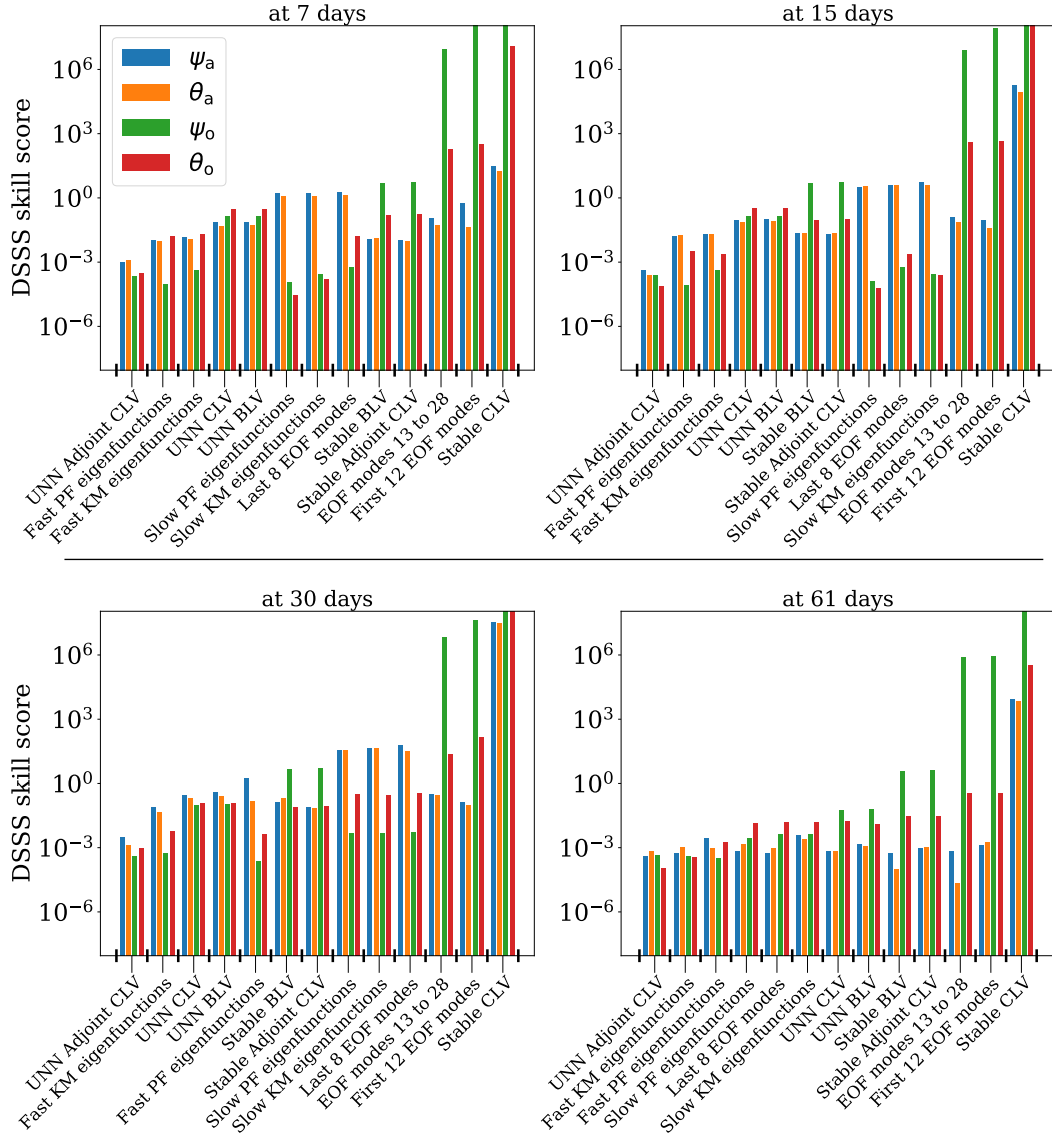 at 7 days
at 15 days
DSSS skill score
10^6
10^3
10^0
10^-3
10^-6
ψa
θa
ψo
θo
UNN Adjoint CLV
Fast PF eigenfunctions
Fast KM eigenfunctions
UNN CLV
UNN BLV
Slow PF eigenfunctions
Slow KM eigenfunctions
Last 8 EOF modes
Stable BLV
Stable Adjoint CLV
EOF modes 13 to 28
First 12 EOF modes
Stable CLV
10^6
10^3
10^0
10^-3
10^-6
UNN Adjoint CLV
Fast PF eigenfunctions
Fast KM eigenfunctions
UNN CLV
UNN BLV
Stable BLV
Stable Adjoint CLV
Slow PF eigenfunctions
Last 8 EOF modes
Slow KM eigenfunctions
EOF modes 13 to 28
First 12 EOF modes
Stable CLV
at 30 days
at 61 days
DSSS skill score
10^6
10^3
10^0
10^-3
10^-6
UNN Adjoint CLV
Fast KM eigenfunctions
UNN CLV
UNN BLV
Fast PF eigenfunctions
Stable BLV
Stable Adjoint CLV
Slow PF eigenfunctions
Slow KM eigenfunctions
Last 8 EOF modes
EOF modes 13 to 28
First 12 EOF modes
Stable CLV
10^6
10^3
10^0
10^-3
10^-6
UNN Adjoint CLV
Fast KM eigenfunctions
Fast PF eigenfunctions
Slow PF eigenfunctions
Last 8 EOF modes
Slow KM eigenfunctions
UNN CLV
UNN BLV
Stable BLV
Stable Adjoint CLV
EOF modes 13 to 28
First 12 EOF modes
Stable CLV